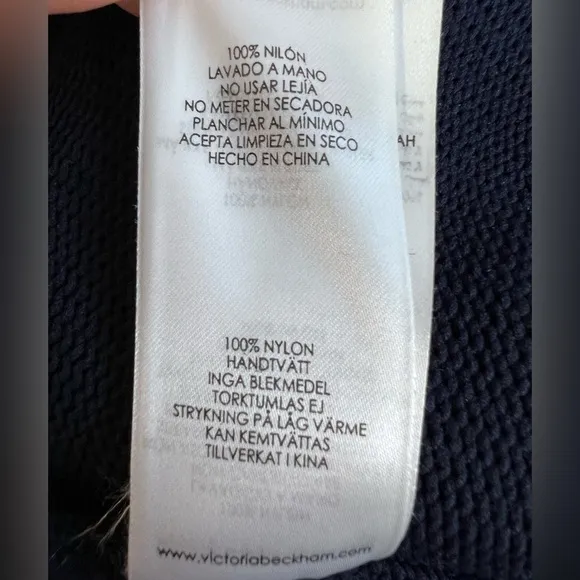 100% NILÓN
LAVADO A MANO
NO USAR LEJÍA
NO METER EN SECADORA
PLANCHAR AL MÍNIMO
ACEPTA LIMPIEZA EN SECO
HECHO EN CHINA
AH
100% NYLON
HANDTVÄTT
INGA BLEKMEDEL
TORKTUMLAS EJ
STRYKNING PÅ LÅG VÄRME
KAN KEMTVÄTTAS
TILLVERKAT I KINA
www.victoriabeckham.com